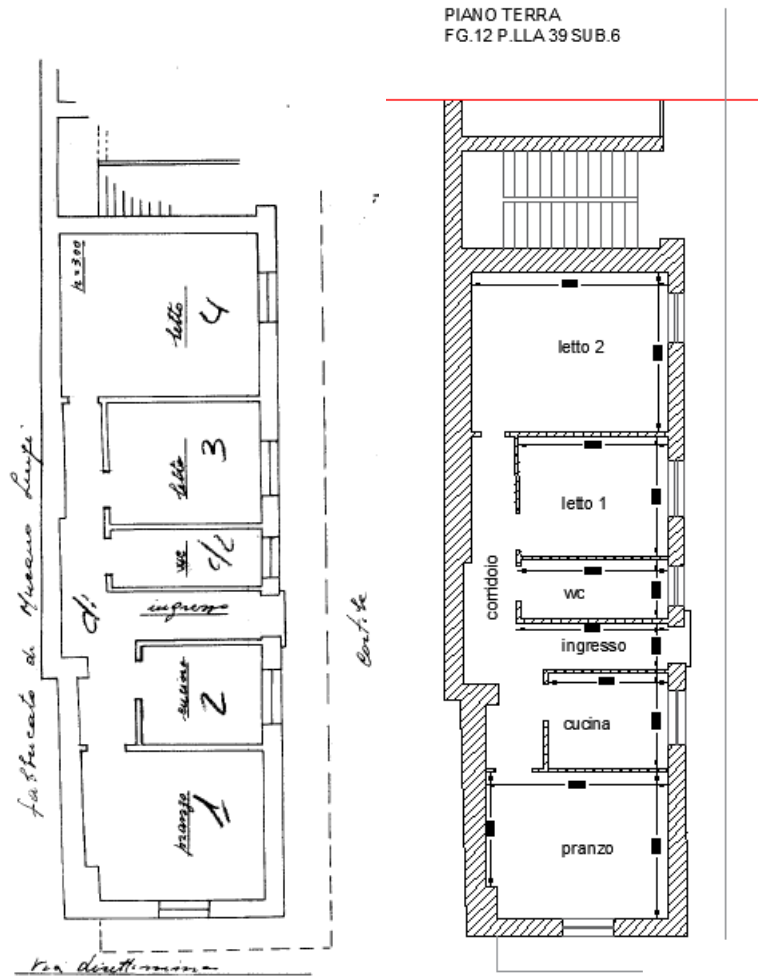 PIANO TERRA
FG.12 P.LLA 39 SUB.6
h=300
letto
4
letto
3
wc
c/2
ingresso
d'
cucina
2
pranzo
1
fabbricato di Murano Luigi
cortile
via
letto 2
letto 1
corridoio
wc
ingresso
cucina
pranzo